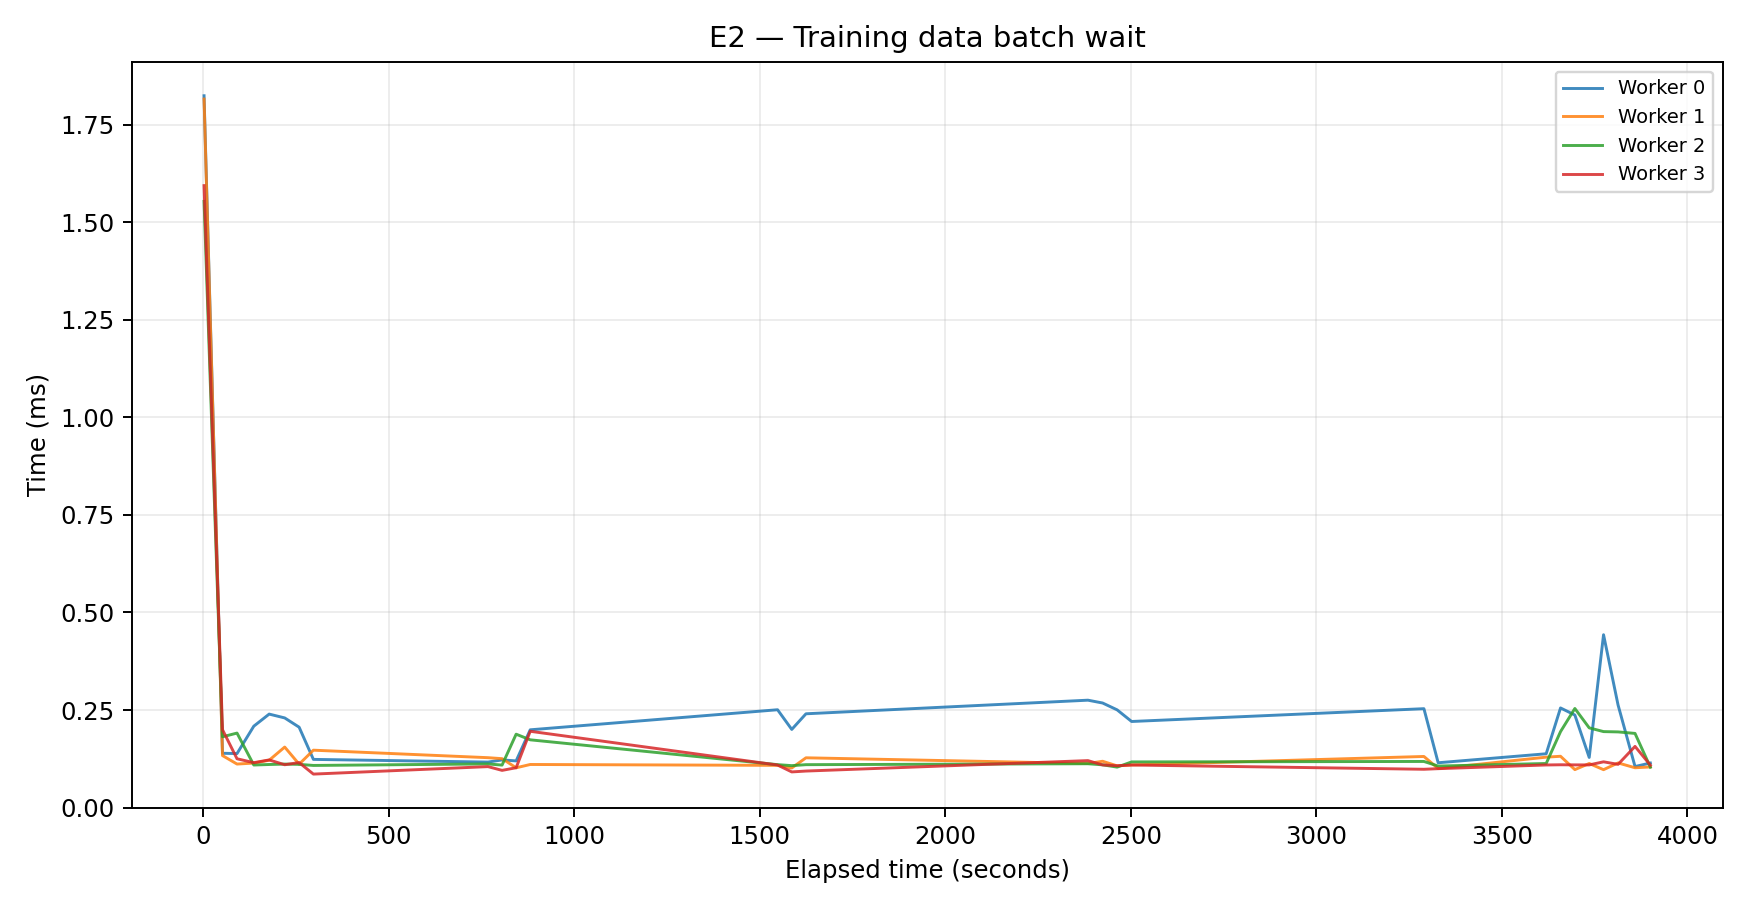 E2 — Training data batch wait
Worker 0
Worker 1
Worker 2
Worker 3
Time (ms)
1.75
1.50
1.25
1.00
0.75
0.50
0.25
0.00
0 500 1000 1500 2000 2500 3000 3500 4000
Elapsed time (seconds)